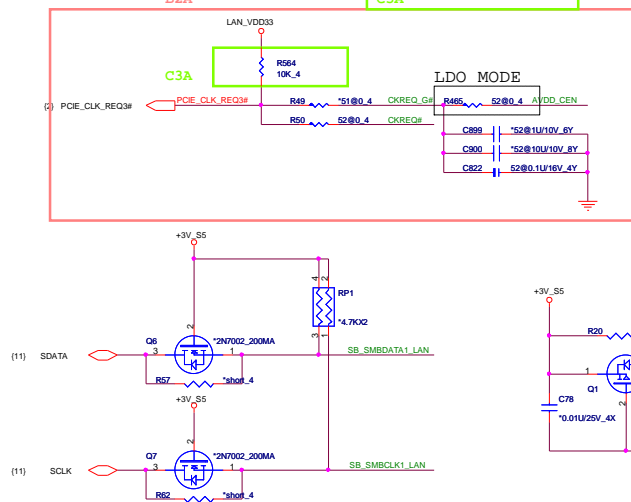 LAN_VDD33
R564
10K_4
C3A
LDO MODE
{2} PCIE_CLK_REQ3#
PCIE_CLK_REQ3#
R49
*51@0_4
CKREQ_G#
R465
52@0_4
AVDD_CEN
R50
52@0_4
CKREQ#
C899
*52@1U/10V_6Y
C900
*52@10U/10V_8Y
C822
52@0.1U/16V_4Y
+3V_S5
4
2
RP1
*4.7KX2
3
1
+3V_S5
2
Q6
*2N7002_200MA
3
1
{11} SDATA
SB_SMBDATA1_LAN
R57
*short_4
R20
1
Q1
2
C78
*0.01U/25V_4X
+3V_S5
2
Q7
*2N7002_200MA
3
1
{11} SCLK
SB_SMBCLK1_LAN
R62
*short_4